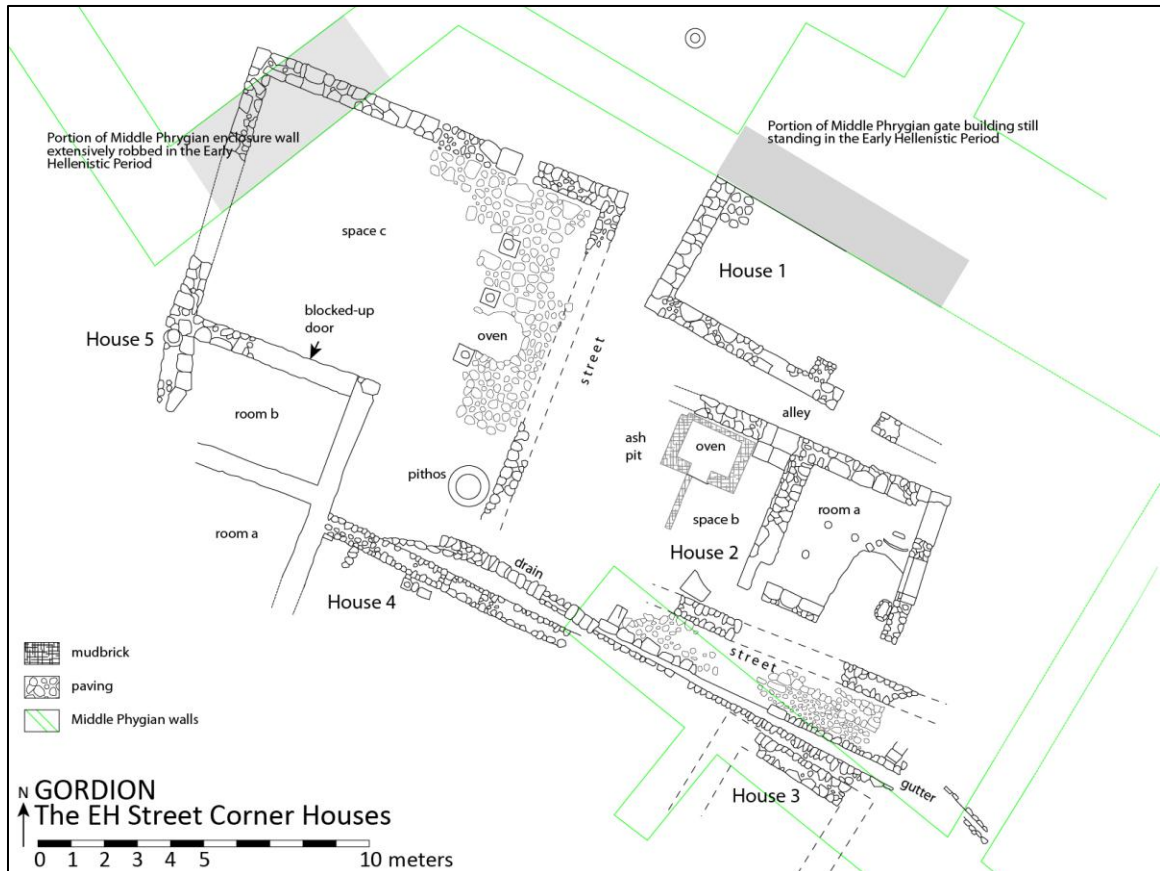 Portion of Middle Phrygian enclosure wall
extensively robbed in the Early
Hellenistic Period
Portion of Middle Phrygian gate building still
standing in the Early Hellenistic Period
space c
House 1
blocked-up
door
House 5
oven
street
room b
alley
ash
pit
oven
pithos
room a
space b
room a
House 2
drain
House 4
street
mudbrick
paving
Middle Phygian walls
House 3
gutter
N
GORDION
The EH Street Corner Houses
0 1 2 3 4 5 10 meters